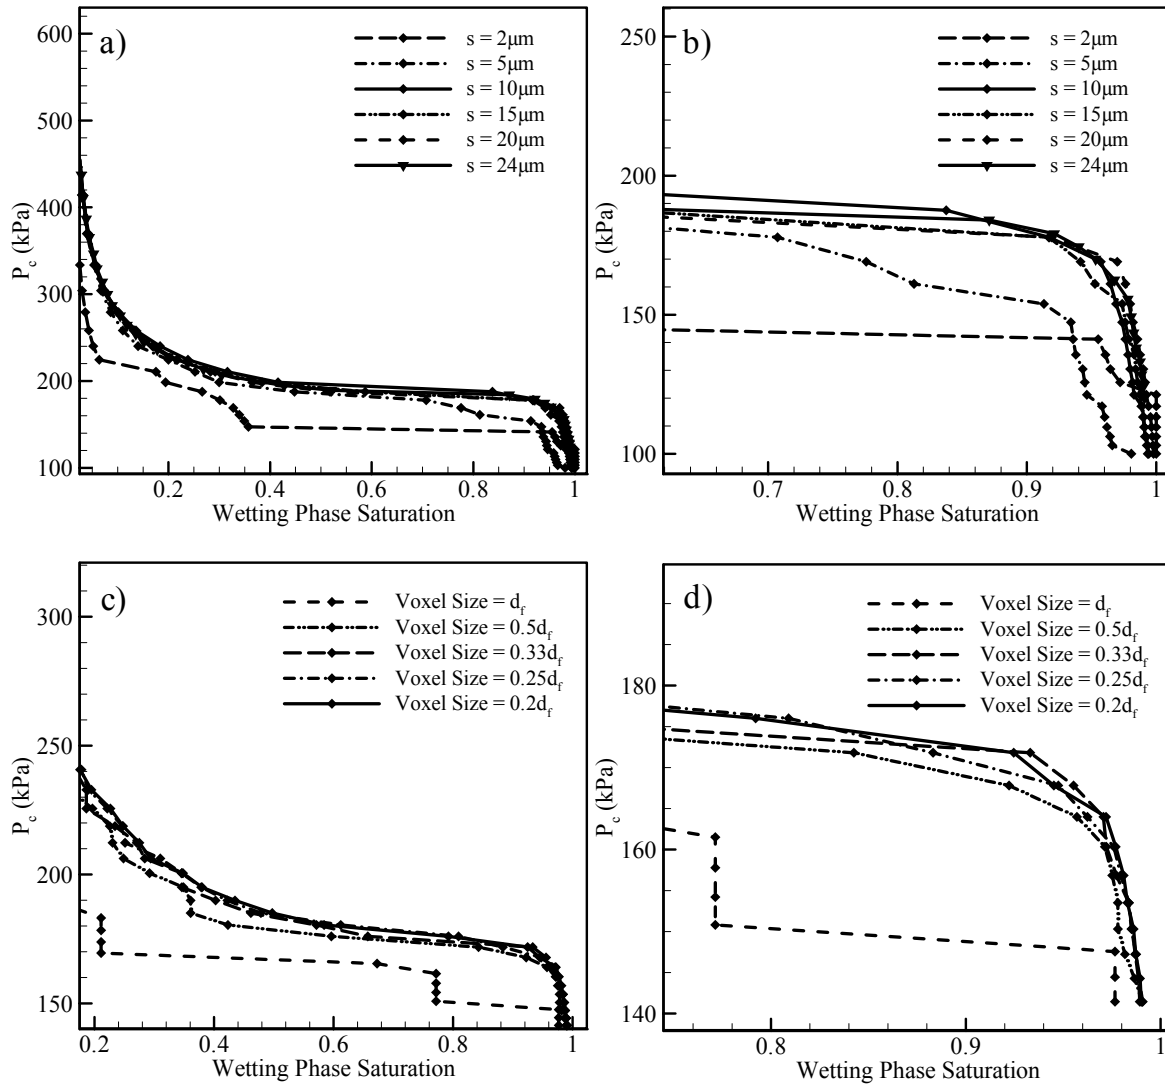 a)
600
500
400
300
200
100
P_c (kPa)
s = 2μm
s = 5μm
s = 10μm
s = 15μm
s = 20μm
s = 24μm
0.2
0.4
0.6
0.8
1
Wetting Phase Saturation
b)
250
200
150
100
P_c (kPa)
s = 2μm
s = 5μm
s = 10μm
s = 15μm
s = 20μm
s = 24μm
0.7
0.8
0.9
1
Wetting Phase Saturation
c)
300
250
200
150
P_c (kPa)
Voxel Size = d_f
Voxel Size = 0.5d_f
Voxel Size = 0.33d_f
Voxel Size = 0.25d_f
Voxel Size = 0.2d_f
0.2
0.4
0.6
0.8
1
Wetting Phase Saturation
d)
180
160
140
P_c (kPa)
Voxel Size = d_f
Voxel Size = 0.5d_f
Voxel Size = 0.33d_f
Voxel Size = 0.25d_f
Voxel Size = 0.2d_f
0.8
0.9
1
Wetting Phase Saturation